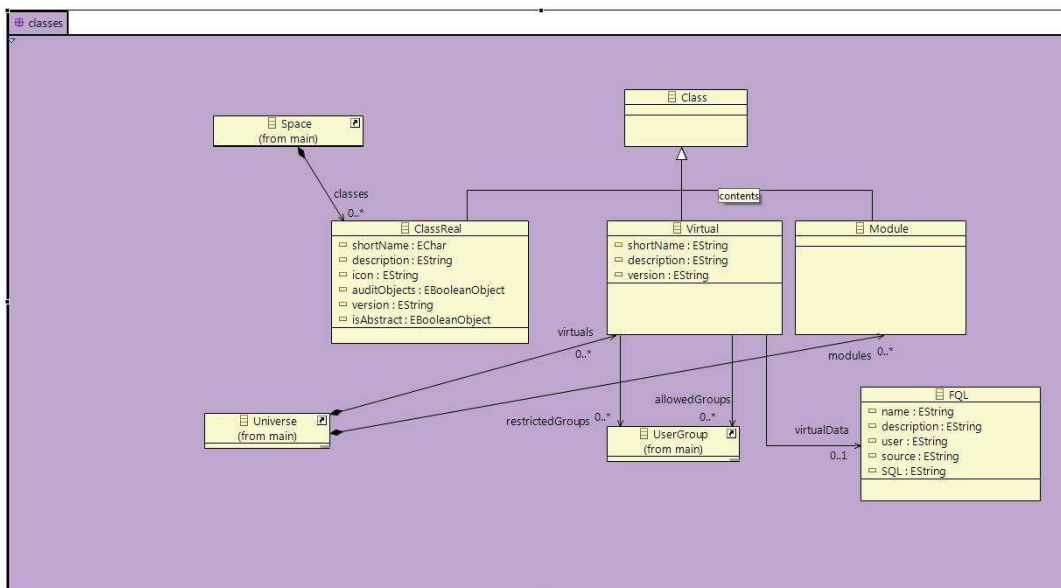 classes
Class
Space
(from main)
classes
0..*
contents
ClassReal
shortName : EChar
description : EString
icon : EString
auditObjects : EBooleanObject
version : EString
isAbstract : EBooleanObject
Virtual
shortName : EString
description : EString
version : EString
Module
virtuals
0..*
modules 0..*
Universe
(from main)
restrictedGroups 0..*
allowedGroups
0..*
UserGroup
(from main)
virtualData
0..1
FQL
name : EString
description : EString
user : EString
source : EString
SQL : EString